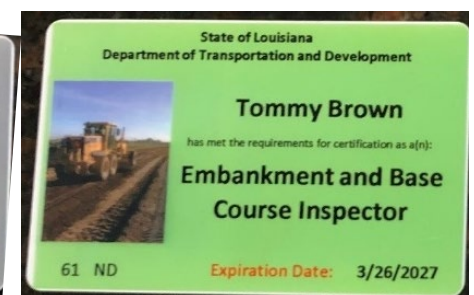 State of Louisiana
Department of Transportation and Development
Tommy Brown
has met the requirements for certification as a(n):
Embankment and Base
Course Inspector
61 ND
Expiration Date: 3/26/2027